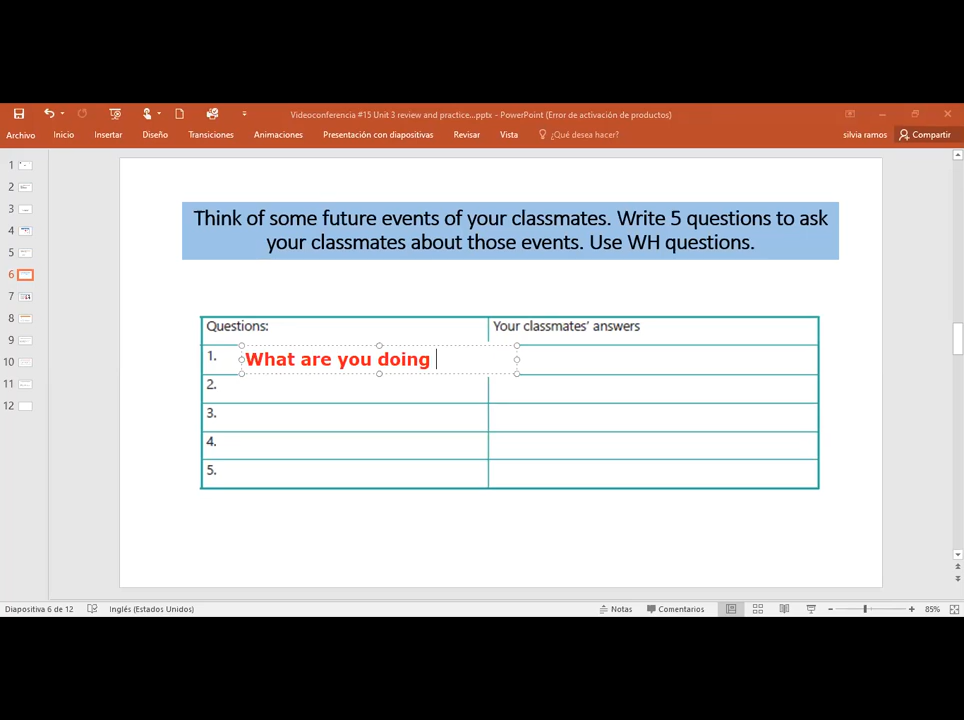 Videoconferencia #15 Unit 3 review and practice...pptx - PowerPoint (Error de activación de productos)
Archivo Inicio Insertar Diseño Transiciones Animaciones Presentación con diapositivas Revisar Vista ¿Qué desea hacer? silvia ramos Compartir
1
2
3
4
5
6
7
8
9
10
11
12
Think of some future events of your classmates. Write 5 questions to ask
your classmates about those events. Use WH questions.
Questions: Your classmates' answers
1. What are you doing
2.
3.
4.
5.
Diapositiva 6 de 12 Inglés (Estados Unidos) Notas Comentarios 85%